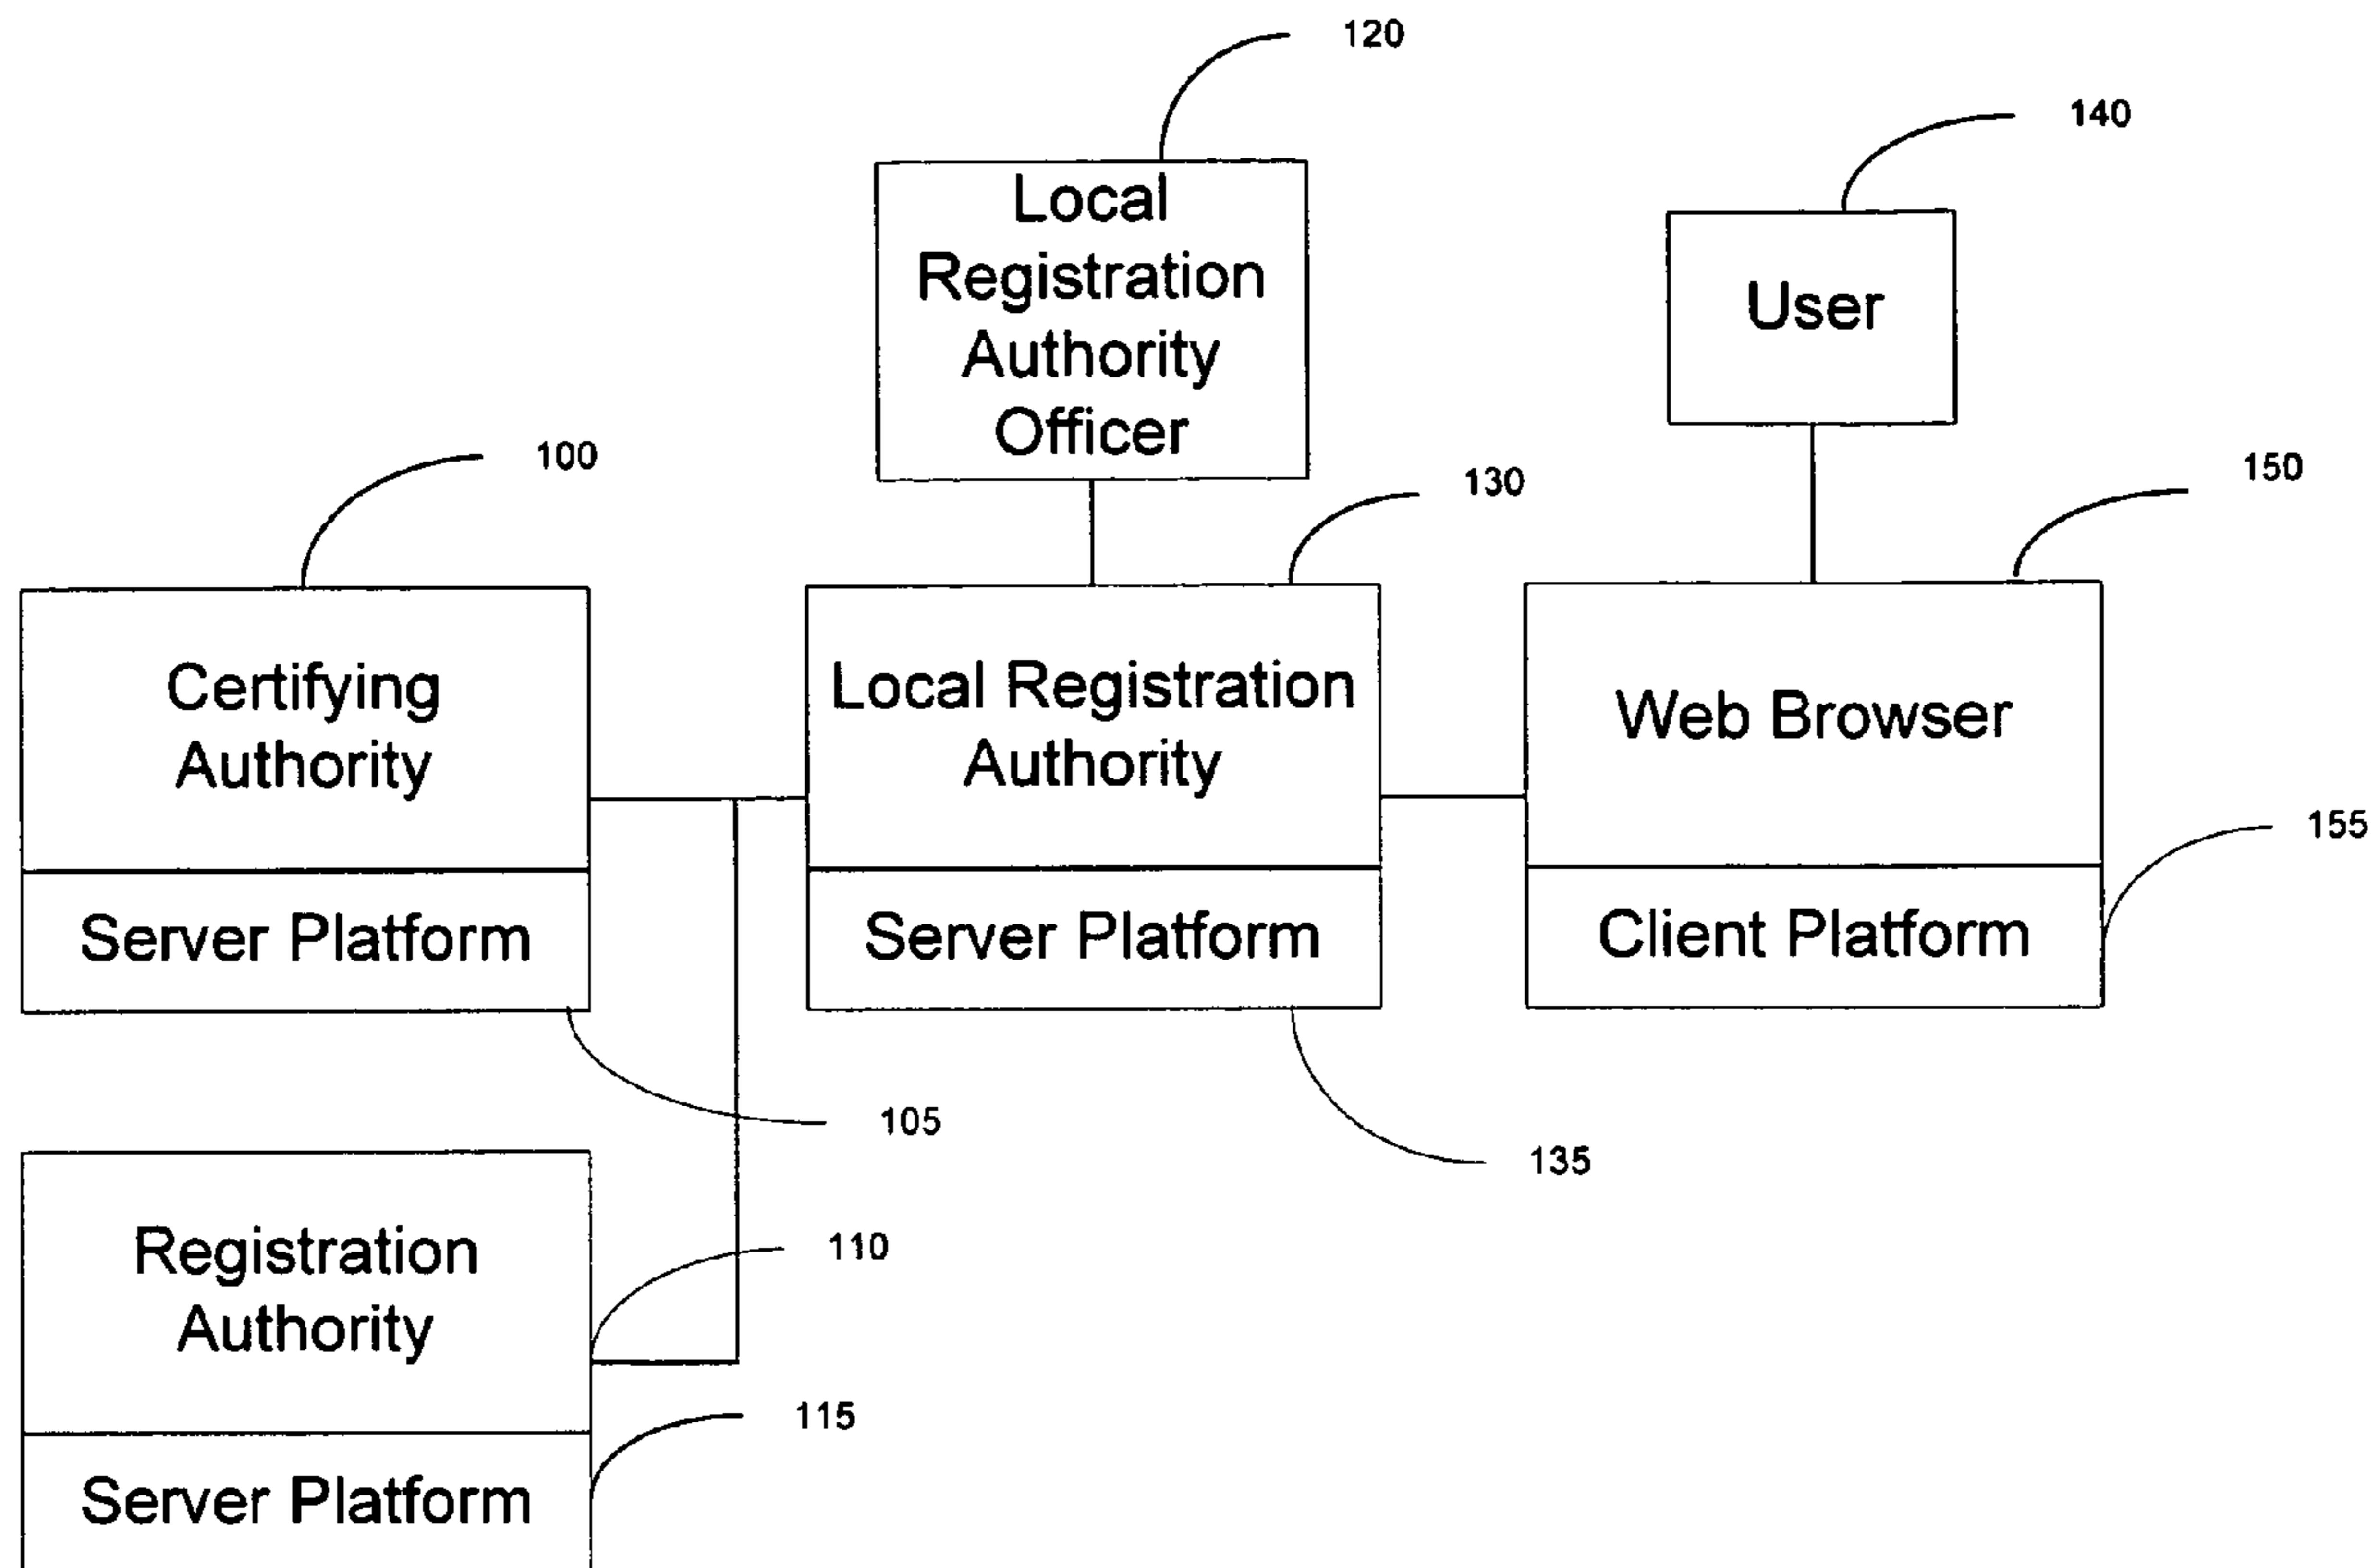 120
140
Local
Registration
Authority
Officer
User
100
130
150
Certifying
Authority
Local Registration
Authority
Web Browser
155
Server Platform
Server Platform
Client Platform
105
135
Registration
Authority
110
115
Server Platform